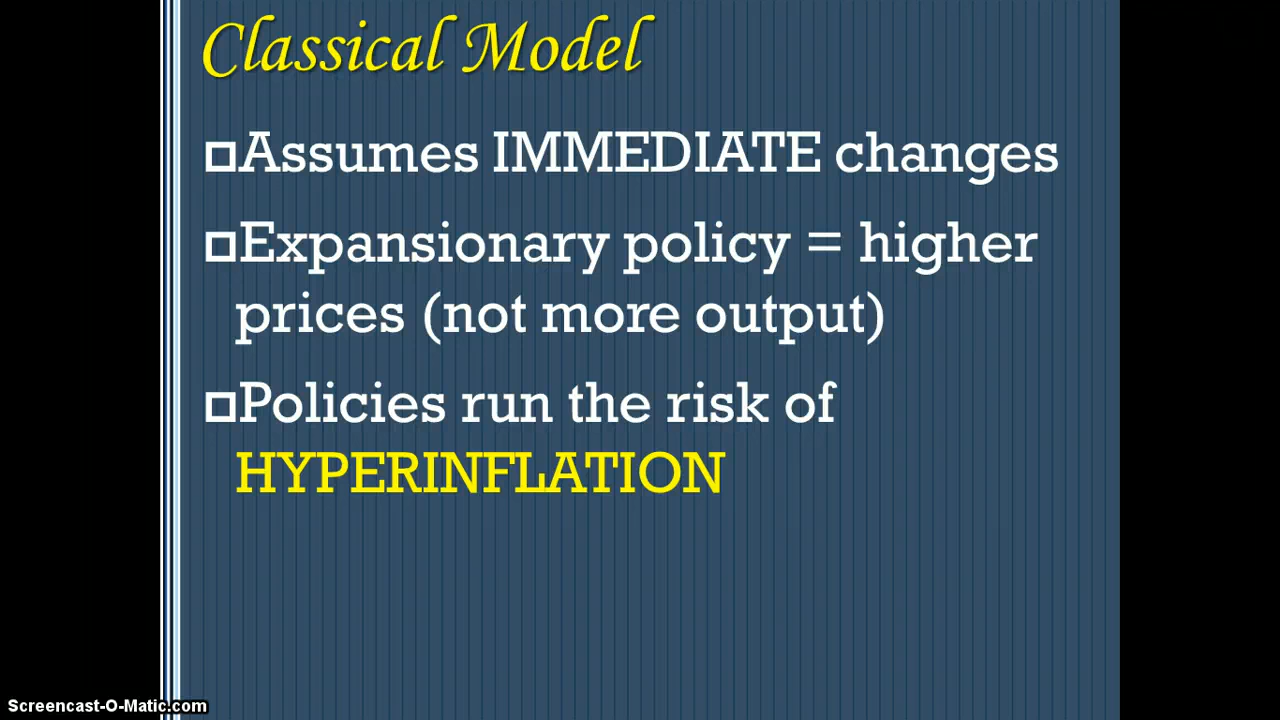 Classical Model
Assumes IMMEDIATE changes
Expansionary policy = higher
prices (not more output)
Policies run the risk of
HYPERINFLATION
Screencast-O-Matic.com